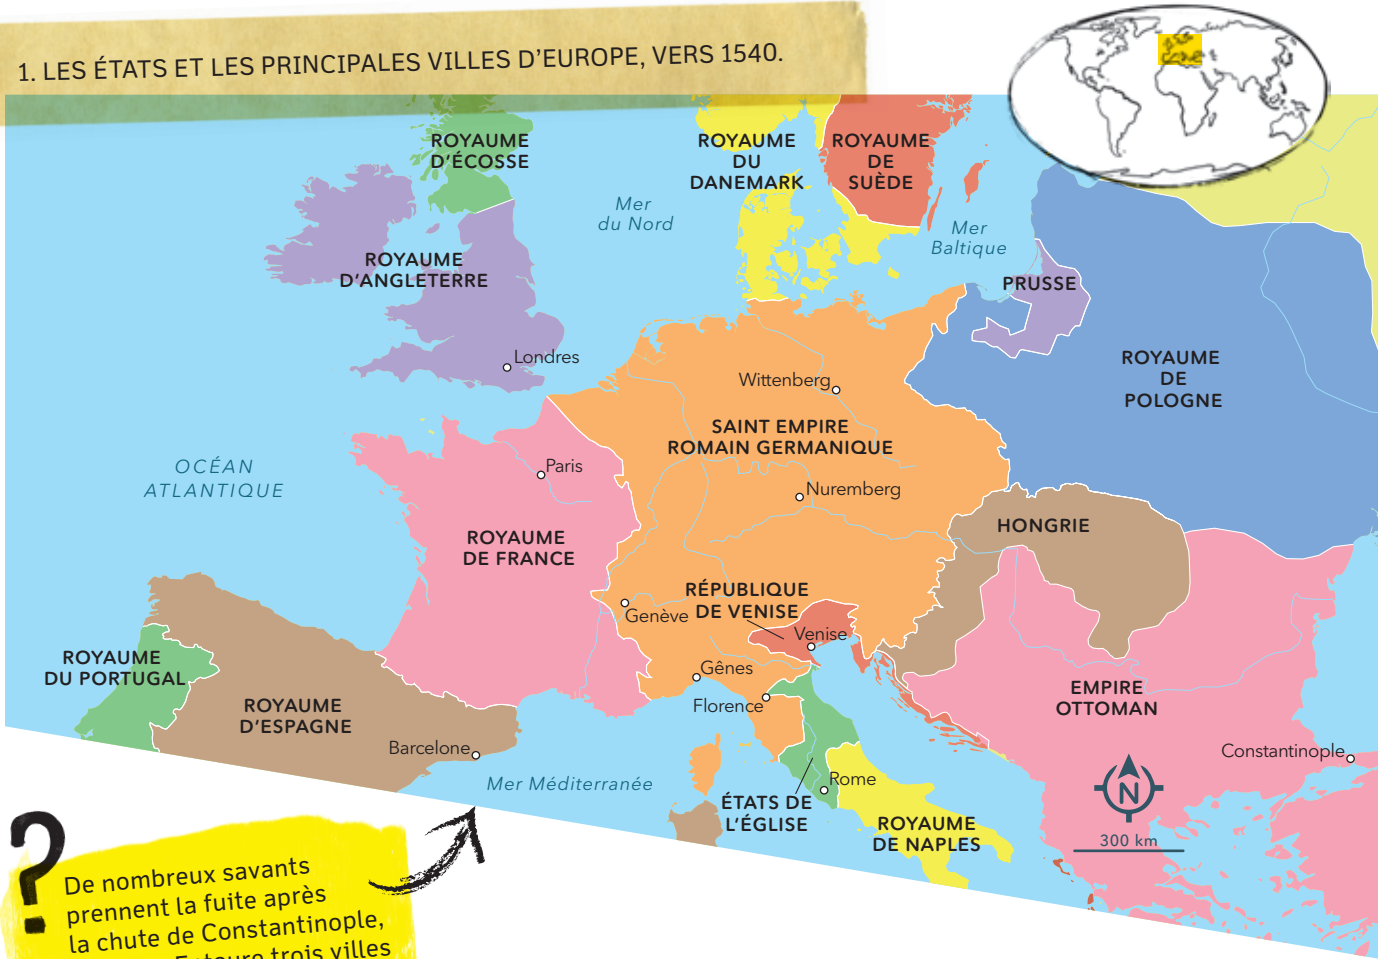 1. LES ÉTATS ET LES PRINCIPALES VILLES D'EUROPE, VERS 1540.
ROYAUME
D'ÉCOSSE
ROYAUME
DU
DANEMARK
ROYAUME
DE
SUÈDE
Mer
du Nord
Mer
Baltique
ROYAUME
D'ANGLETERRE
PRUSSE
Londres
Wittenberg
ROYAUME
DE
POLOGNE
SAINT EMPIRE
ROMAIN GERMANIQUE
OCÉAN
ATLANTIQUE
Paris
Nuremberg
HONGRIE
ROYAUME
DE FRANCE
RÉPUBLIQUE
DE VENISE
Genève
Venise
ROYAUME
DU PORTUGAL
Gênes
Florence
ROYAUME
D'ESPAGNE
EMPIRE
OTTOMAN
Barcelone
Constantinople
Mer Méditerranée
Rome
ÉTATS DE
L'ÉGLISE
ROYAUME
DE NAPLES
N
300 km
?
De nombreux savants
prennent la fuite après
la chute de Constantinople,
trois villes